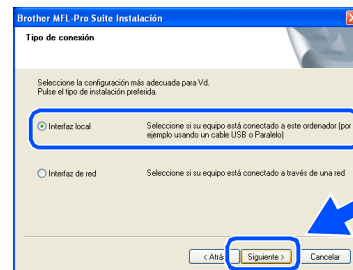 Brother MFL-Pro Suite Instalación
Tipo de conexión
Seleccione la configuración más adecuada para Vd.
Pulse el tipo de instalación preferida.
Interfaz local
Seleccione si su equipo está conectado a este ordenador (por
ejemplo usando un cable USB o Paralelo)
Interfaz de red
Seleccione si su equipo está conectado a través de una red
< Atrás
Siguiente >
Cancelar